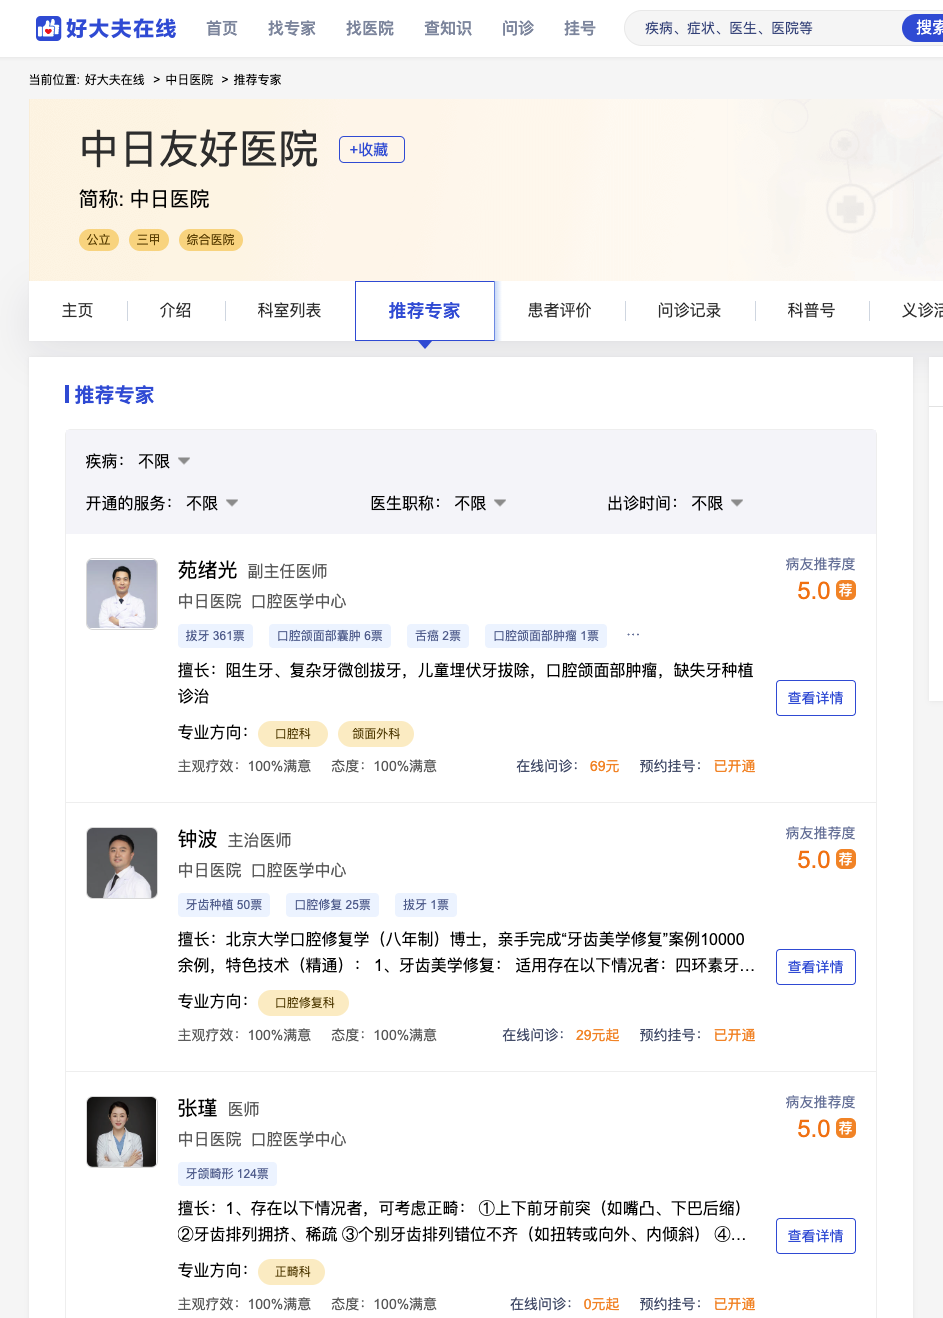 好大夫在线 首页 找专家 找医院 查知识 问诊 挂号 疾病、症状、医生、医院等 搜索
当前位置: 好大夫在线 > 中日医院 > 推荐专家
中日友好医院 +收藏
简称: 中日医院
公立 三甲 综合医院
主页 介绍 科室列表 推荐专家 患者评价 问诊记录 科普号 义诊活
推荐专家
疾病： 不限
开通的服务： 不限 医生职称： 不限 出诊时间： 不限
苑绪光 副主任医师 病友推荐度
中日医院 口腔医学中心 5.0 荐
拔牙 361票 口腔颌面部囊肿 6票 舌癌 2票 口腔颌面部肿瘤 1票 ···
擅长：阻生牙、复杂牙微创拔牙，儿童埋伏牙拔除，口腔颌面部肿瘤，缺失牙种植
诊治
查看详情
专业方向： 口腔科 颌面外科
主观疗效：100%满意 态度：100%满意 在线问诊： 69元 预约挂号： 已开通
钟波 主治医师 病友推荐度
中日医院 口腔医学中心 5.0 荐
牙齿种植 50票 口腔修复 25票 拔牙 1票
擅长：北京大学口腔修复学（八年制）博士，亲手完成“牙齿美学修复”案例10000
余例，特色技术（精通）： 1、牙齿美学修复： 适用存在以下情况者：四环素牙…
查看详情
专业方向： 口腔修复科
主观疗效：100%满意 态度：100%满意 在线问诊： 29元起 预约挂号： 已开通
张瑾 医师 病友推荐度
中日医院 口腔医学中心 5.0 荐
牙颌畸形 124票
擅长：1、存在以下情况者，可考虑正畸： ①上下前牙前突（如嘴凸、下巴后缩）
②牙齿排列拥挤、稀疏 ③个别牙齿排列错位不齐（如扭转或向外、内倾斜） ④…
查看详情
专业方向： 正畸科
主观疗效：100%满意 态度：100%满意 在线问诊： 0元起 预约挂号： 已开通